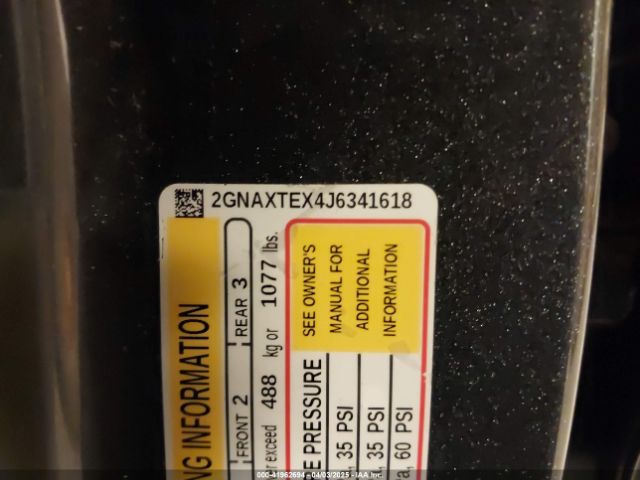 2GNAXTEX4J6341618
NG INFORMATION
FRONT 2 REAR 3
r exceed 488 kg or 1077 lbs.
E PRESSURE
SEE OWNER'S
MANUAL FOR
ADDITIONAL
INFORMATION
, 35 PSI
, 35 PSI
a, 60 PSI
000-41962694 04/03/2025 - IAA Inc.